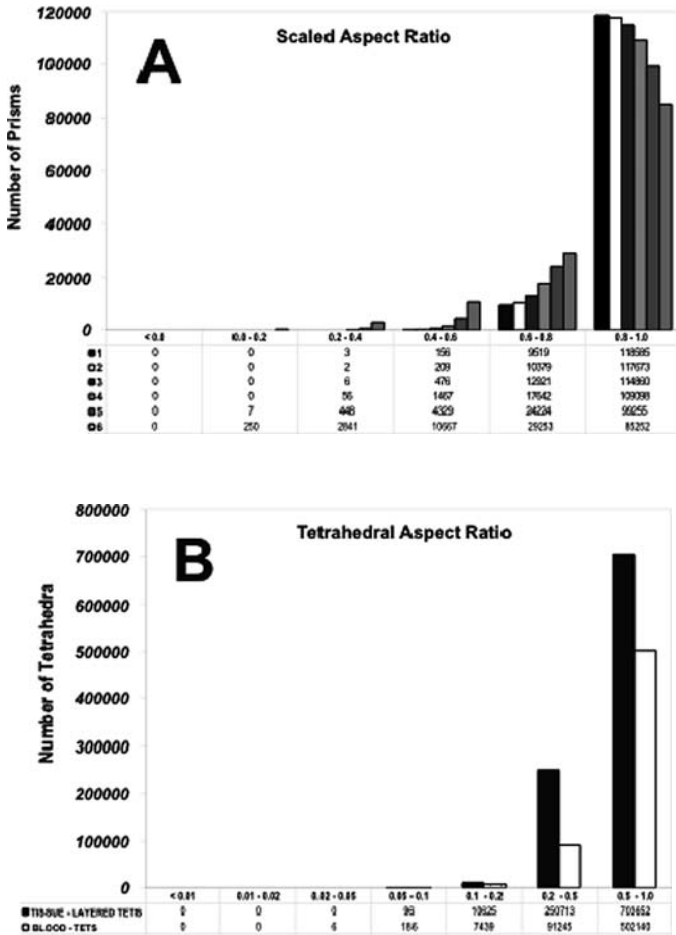 120000
Scaled Aspect Ratio
A
100000
80000
60000
40000
20000
0
Number of Prisms
< 0.0 0.0 - 0.2 0.2 - 0.4 0.4 - 0.6 0.6 - 0.8 0.8 - 1.0
1 0 0 3 156 9519 118585
2 0 0 2 209 10379 117673
3 0 0 6 476 12921 114860
4 0 0 56 1467 17642 109098
5 0 7 448 4329 24224 99255
6 0 250 2841 10667 29253 85252
800000
Tetrahedral Aspect Ratio
B
700000
600000
500000
400000
300000
200000
100000
0
Number of Tetrahedra
< 0.01 0.01 - 0.02 0.02 - 0.05 0.05 - 0.1 0.1 - 0.2 0.2 - 0.5 0.5 - 1.0
TISSUE - LAYERED TETS 0 0 0 250713 703652
BLOOD - TETS 0 0 6 7439 91245 502140